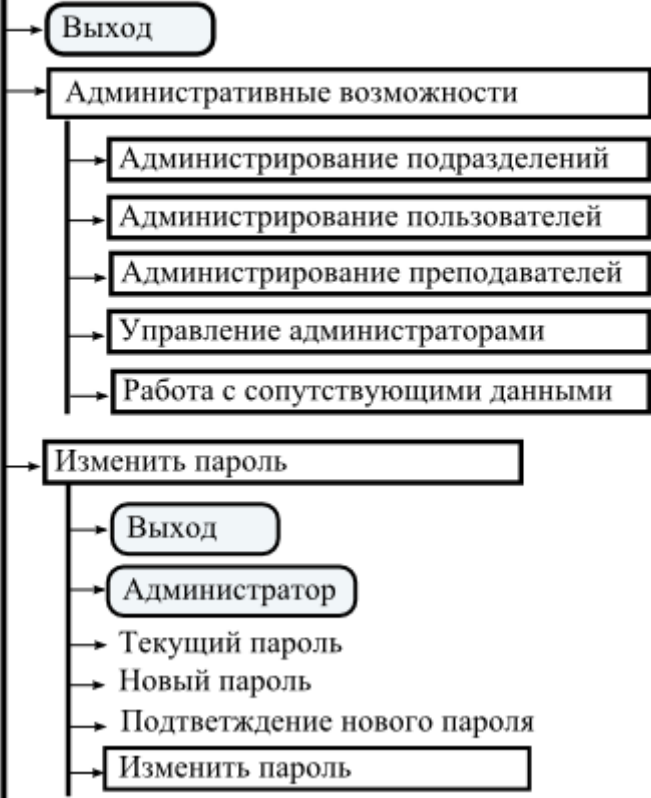 Выход
Административные возможности
Администрирование подразделений
Администрирование пользователей
Администрирование преподавателей
Управление администраторами
Работа с сопутствующими данными
Изменить пароль
Выход
Администратор
Текущий пароль
Новый пароль
Подтветждение нового пароля
Изменить пароль